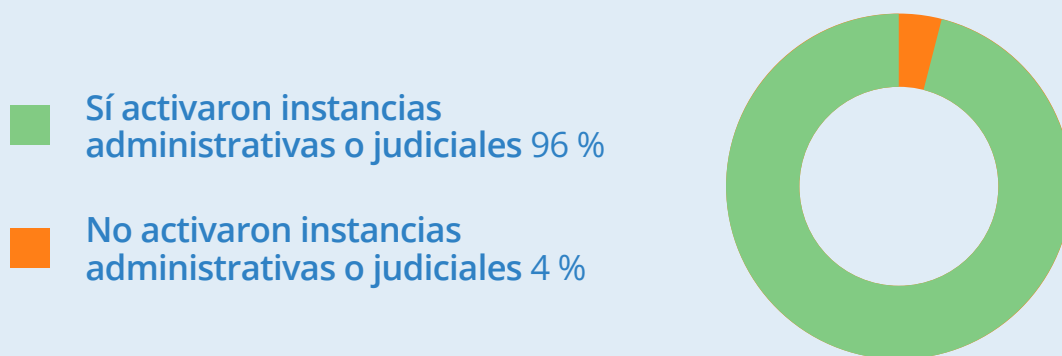 Sí activaron instancias
administrativas o judiciales 96 %
No activaron instancias
administrativas o judiciales 4 %